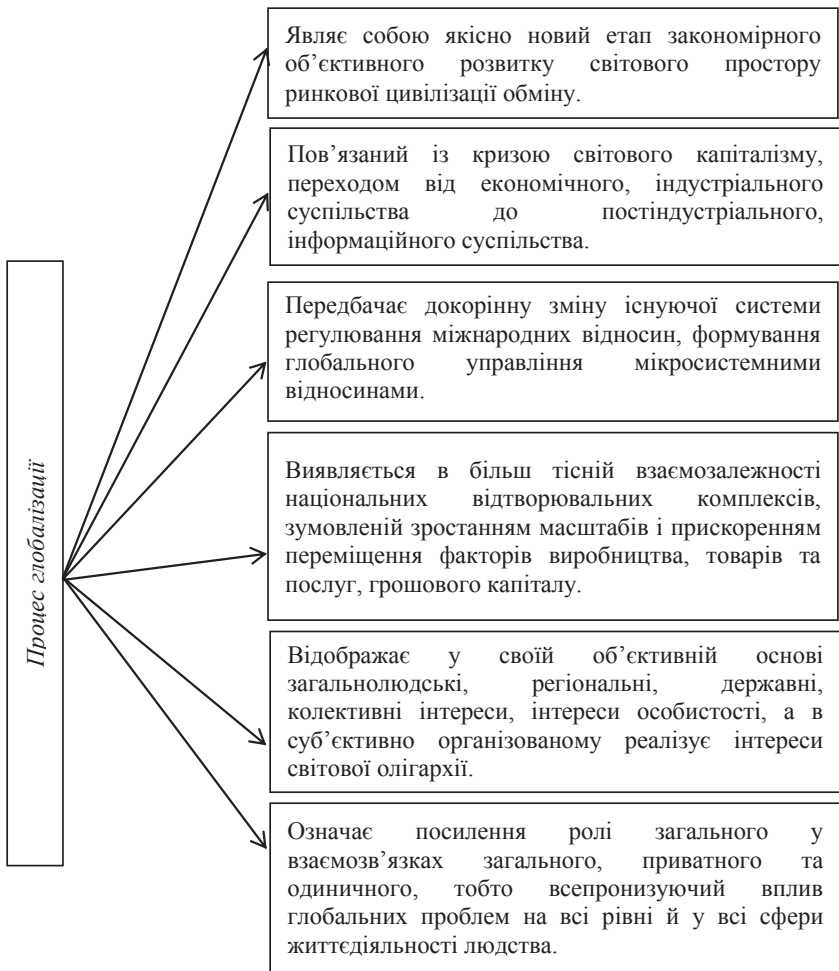 Являє собою якісно новий етап закономірного
об’єктивного розвитку світового простору
ринкової цивілізації обміну.
Пов’язаний із кризою світового капіталізму,
переходом від економічного, індустріального
суспільства до постіндустріального,
інформаційного суспільства.
Передбачає докорінну зміну існуючої системи
регулювання міжнародних відносин, формування
глобального управління мікросистемними
відносинами.
Процес глобалізації
Виявляється в більш тісній взаємозалежності
національних відтворювальних комплексів,
зумовленій зростанням масштабів і прискоренням
переміщення факторів виробництва, товарів та
послуг, грошового капіталу.
Відображає у своїй об’єктивній основі
загальнолюдські, регіональні, державні,
колективні інтереси, інтереси особистості, а в
суб’єктивно організованому реалізує інтереси
світової олігархії.
Означає посилення ролі загального у
взаємозв’язках загального, приватного та
одиничного, тобто всепронизуючий вплив
глобальних проблем на всі рівні й у всі сфери
життєдіяльності людства.